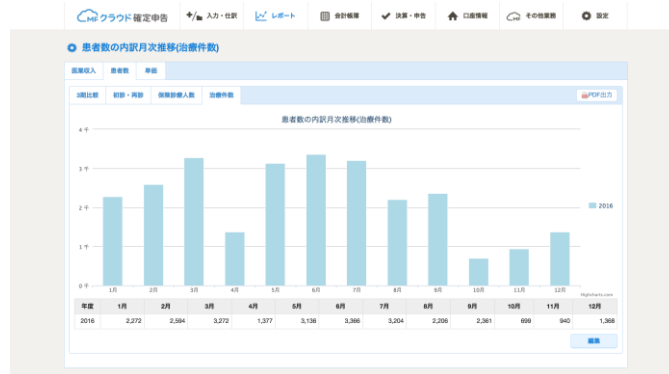 MFクラウド確定申告 入力・仕訳 レポート 会計帳簿 決算・申告 口座情報 その他業務 設定
患者数の内訳月次推移(治療件数)
医業収入 患者数 単価
3期比較 初診・再診 保険診療人数 治療件数 PDF出力
患者数の内訳月次推移(治療件数)
4 千
3 千
2 千
1 千
0 千
2016
1月 2月 3月 4月 5月 6月 7月 8月 9月 10月 11月 12月
Highcharts.com
年度 1月 2月 3月 4月 5月 6月 7月 8月 9月 10月 11月 12月
2016 2,272 2,594 3,272 1,377 3,136 3,366 3,204 2,206 2,361 699 940 1,368
編集